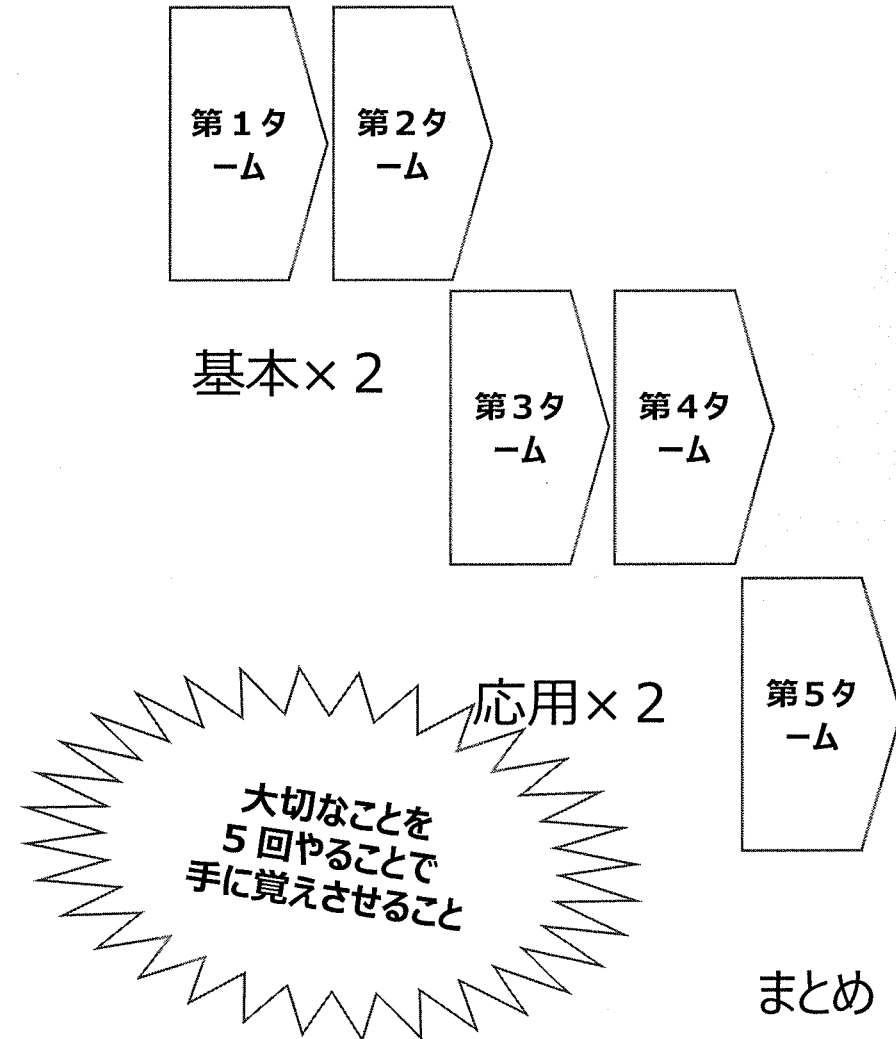 第１タ
ーム
第２タ
ーム
基本×２
第３タ
ーム
第４タ
ーム
応用×２
第５タ
ーム
大切なことを
５回やることで
手に覚えさせること
まとめ